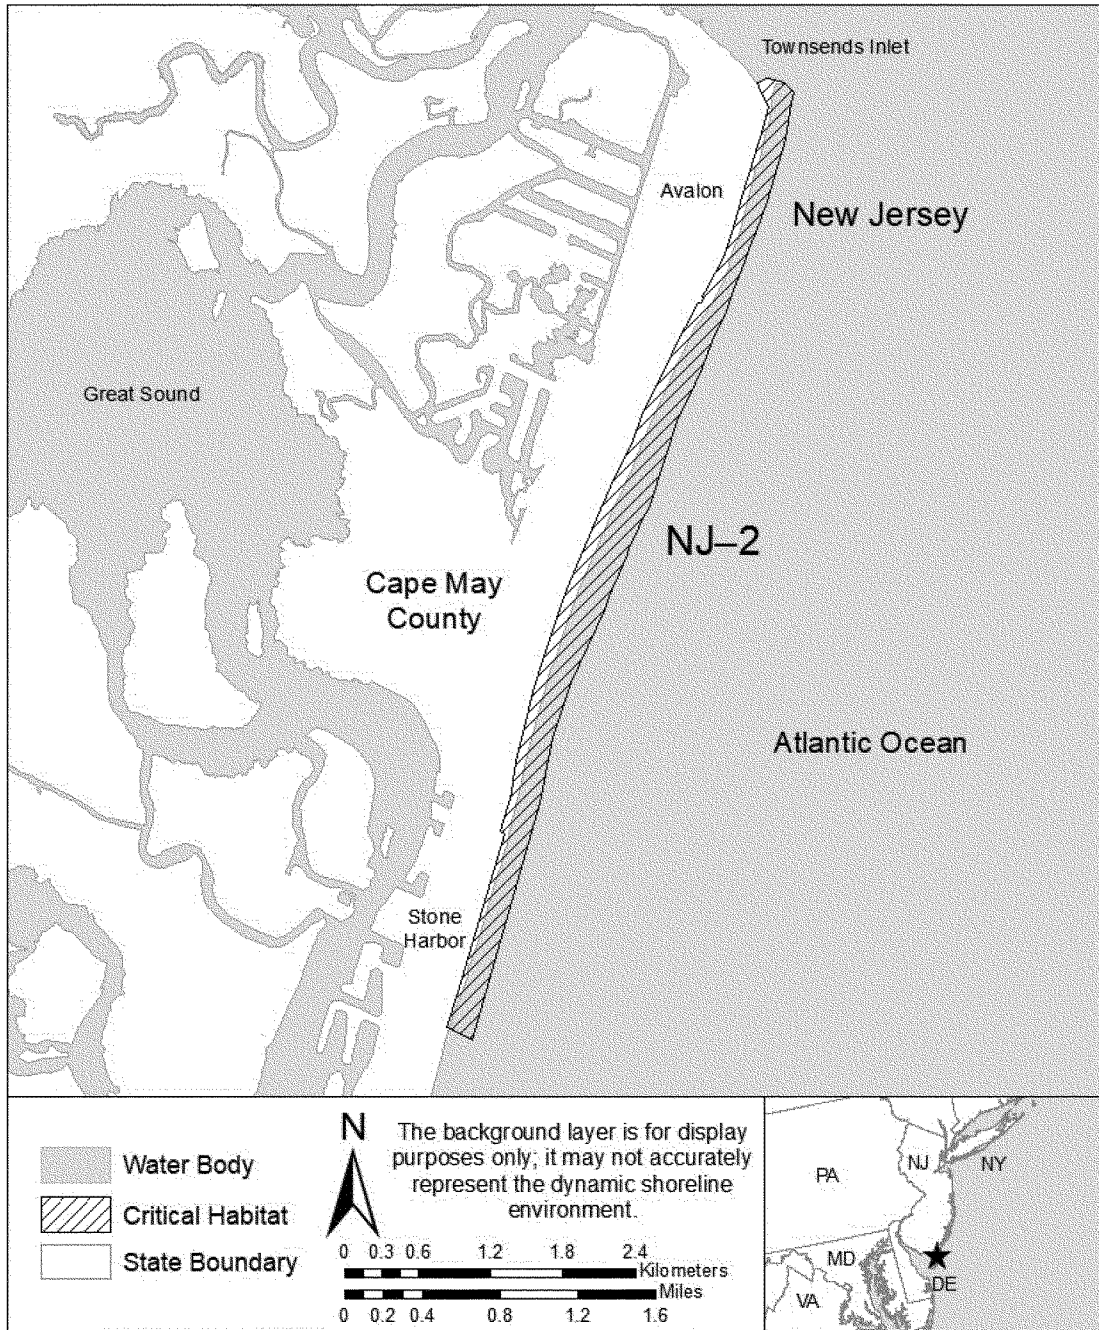 Townsends Inlet
Avalon
New Jersey
Great Sound
NJ–2
Cape May
County
Atlantic Ocean
Stone
Harbor
Water Body
Critical Habitat
State Boundary
N
The background layer is for display
purposes only; it may not accurately
represent the dynamic shoreline
environment.
0 0.3 0.6 1.2 1.8 2.4
Kilometers
Miles
0 0.2 0.4 0.8 1.2 1.6
PA
NJ
NY
MD
DE
VA